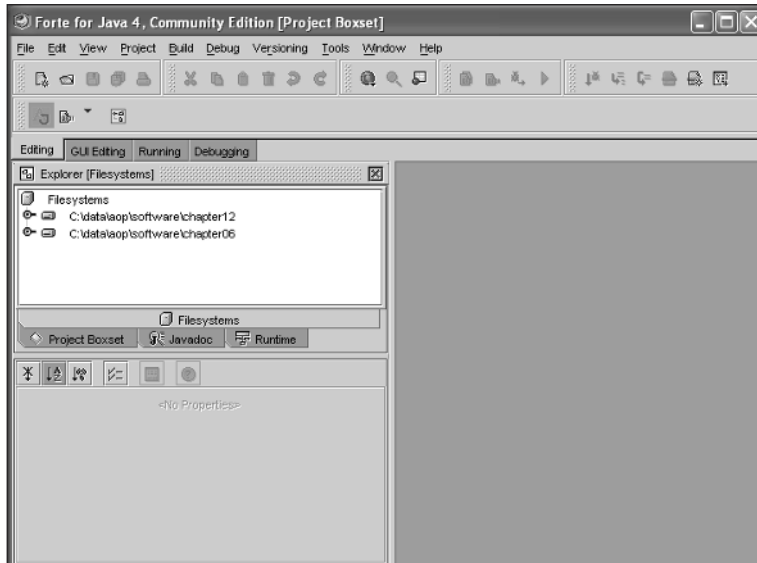 Forte for Java 4, Community Edition [Project Boxset]
File Edit View Project Build Debug Versioning Tools Window Help
Editing GUI Editing Running Debugging
Explorer [Filesystems]
Filesystems
C:\data\aop\software\chapter12
C:\data\aop\software\chapter06
Filesystems
Project Boxset Javadoc Runtime
<No Properties>